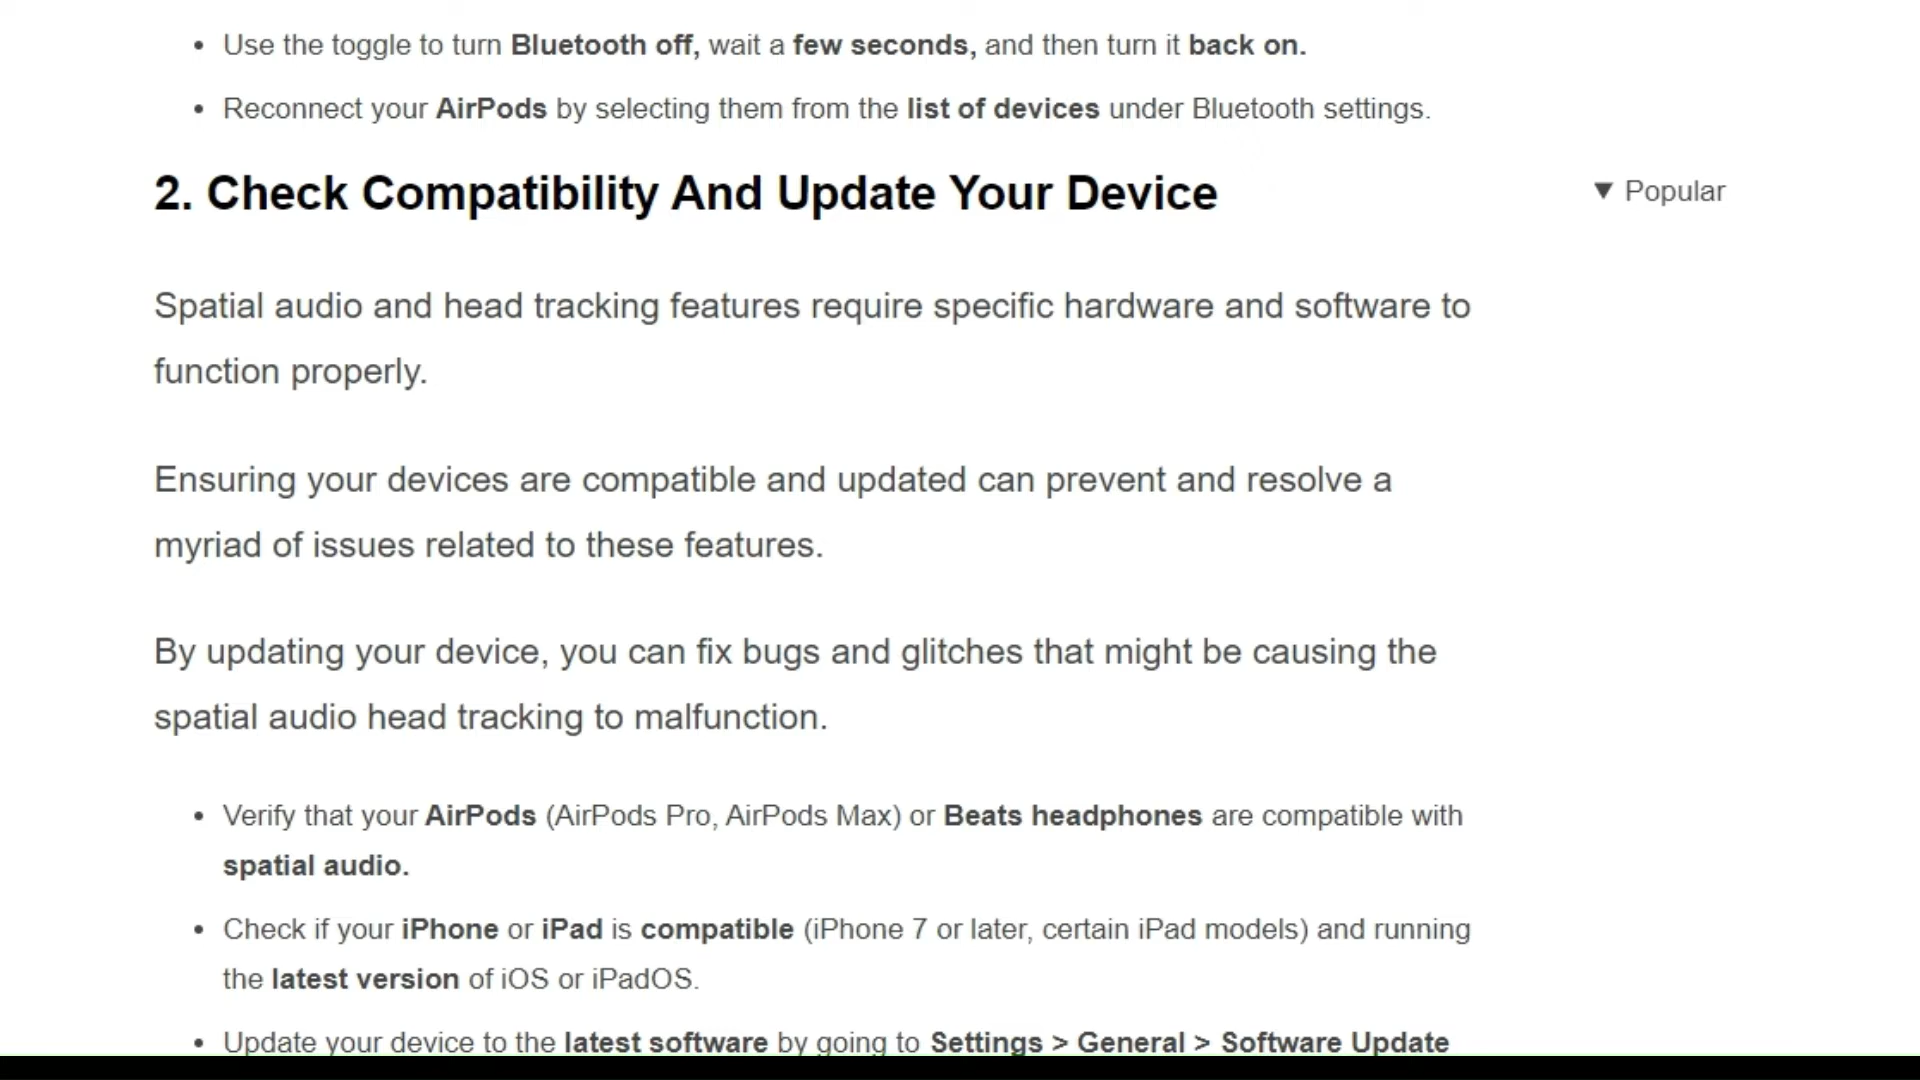 • Use the toggle to turn Bluetooth off, wait a few seconds, and then turn it back on.
• Reconnect your AirPods by selecting them from the list of devices under Bluetooth settings.
2. Check Compatibility And Update Your Device
▼ Popular
Spatial audio and head tracking features require specific hardware and software to
function properly.
Ensuring your devices are compatible and updated can prevent and resolve a
myriad of issues related to these features.
By updating your device, you can fix bugs and glitches that might be causing the
spatial audio head tracking to malfunction.
• Verify that your AirPods (AirPods Pro, AirPods Max) or Beats headphones are compatible with
spatial audio.
• Check if your iPhone or iPad is compatible (iPhone 7 or later, certain iPad models) and running
the latest version of iOS or iPadOS.
• Update your device to the latest software by going to Settings > General > Software Update